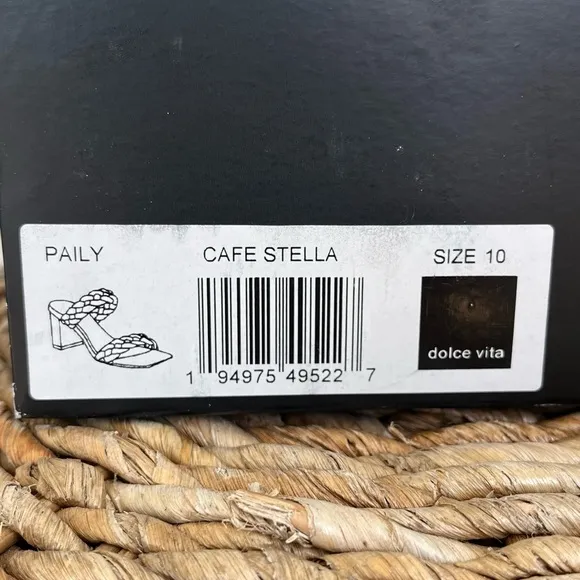 PAILY CAFE STELLA SIZE 10
dolce vita
1 94975 49522 7